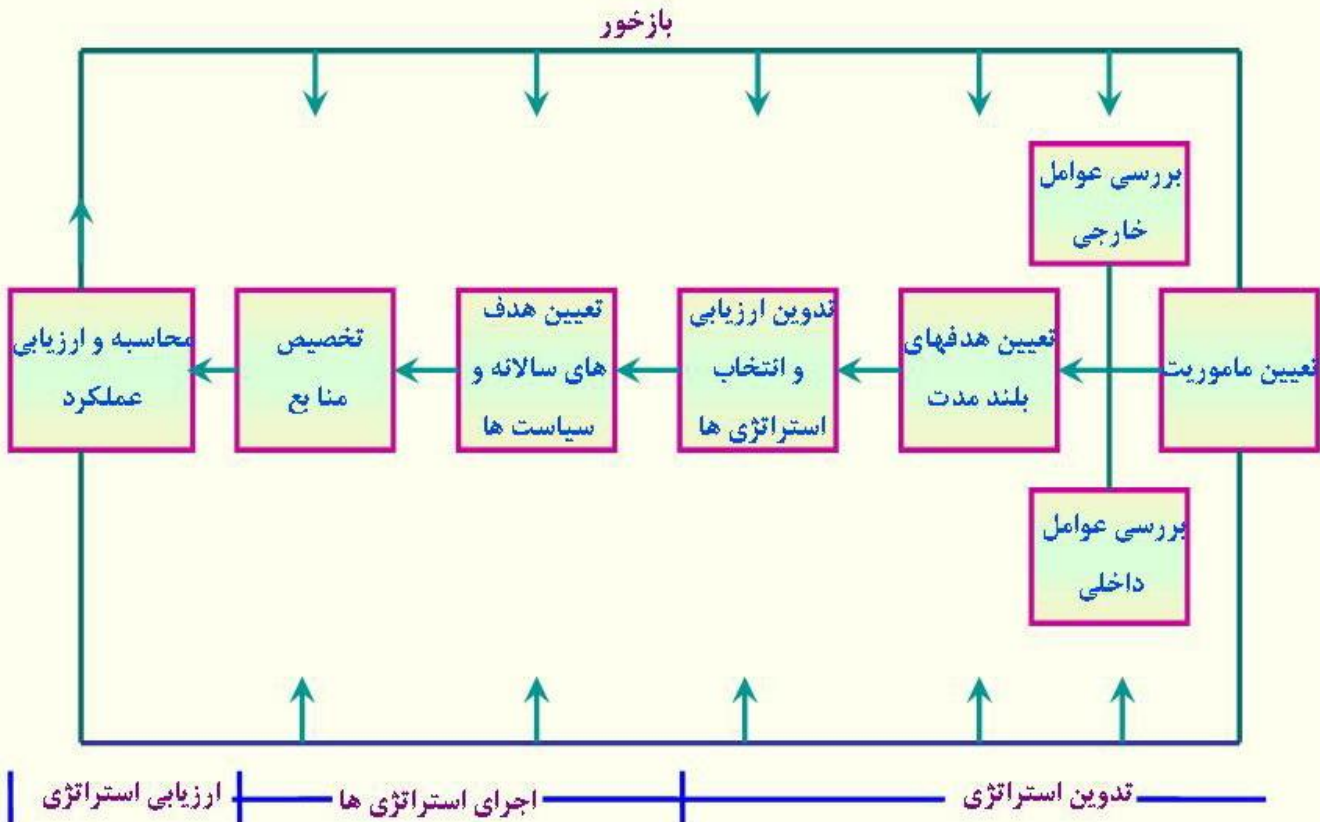 بازخور
بررسی عوامل
خارجی
تعیین ماموریت
بررسی عوامل
داخلی
تعیین هدفهای
بلند مدت
تدوین ارزیابی
و انتخاب
استراتژی ها
تعیین هدف
های سالانه و
سیاست ها
تخصیص
منا بع
محاسبه و ارزیابی
عملکرد
تدوین استراتژی
اجرای استراتژی ها
ارزیابی استراتژی